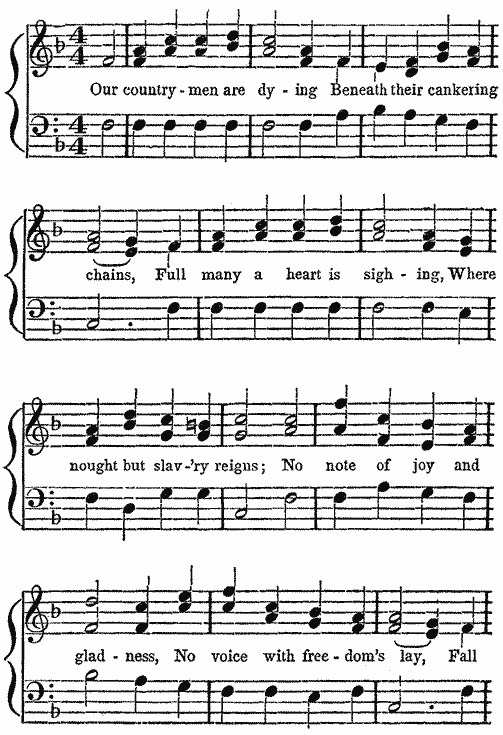 Our country - men are dy - ing Beneath their cankering
chains, Full many a heart is sigh - ing, Where
nought but slav-'ry reigns; No note of joy and
glad - ness, No voice with free - dom's lay, Fall